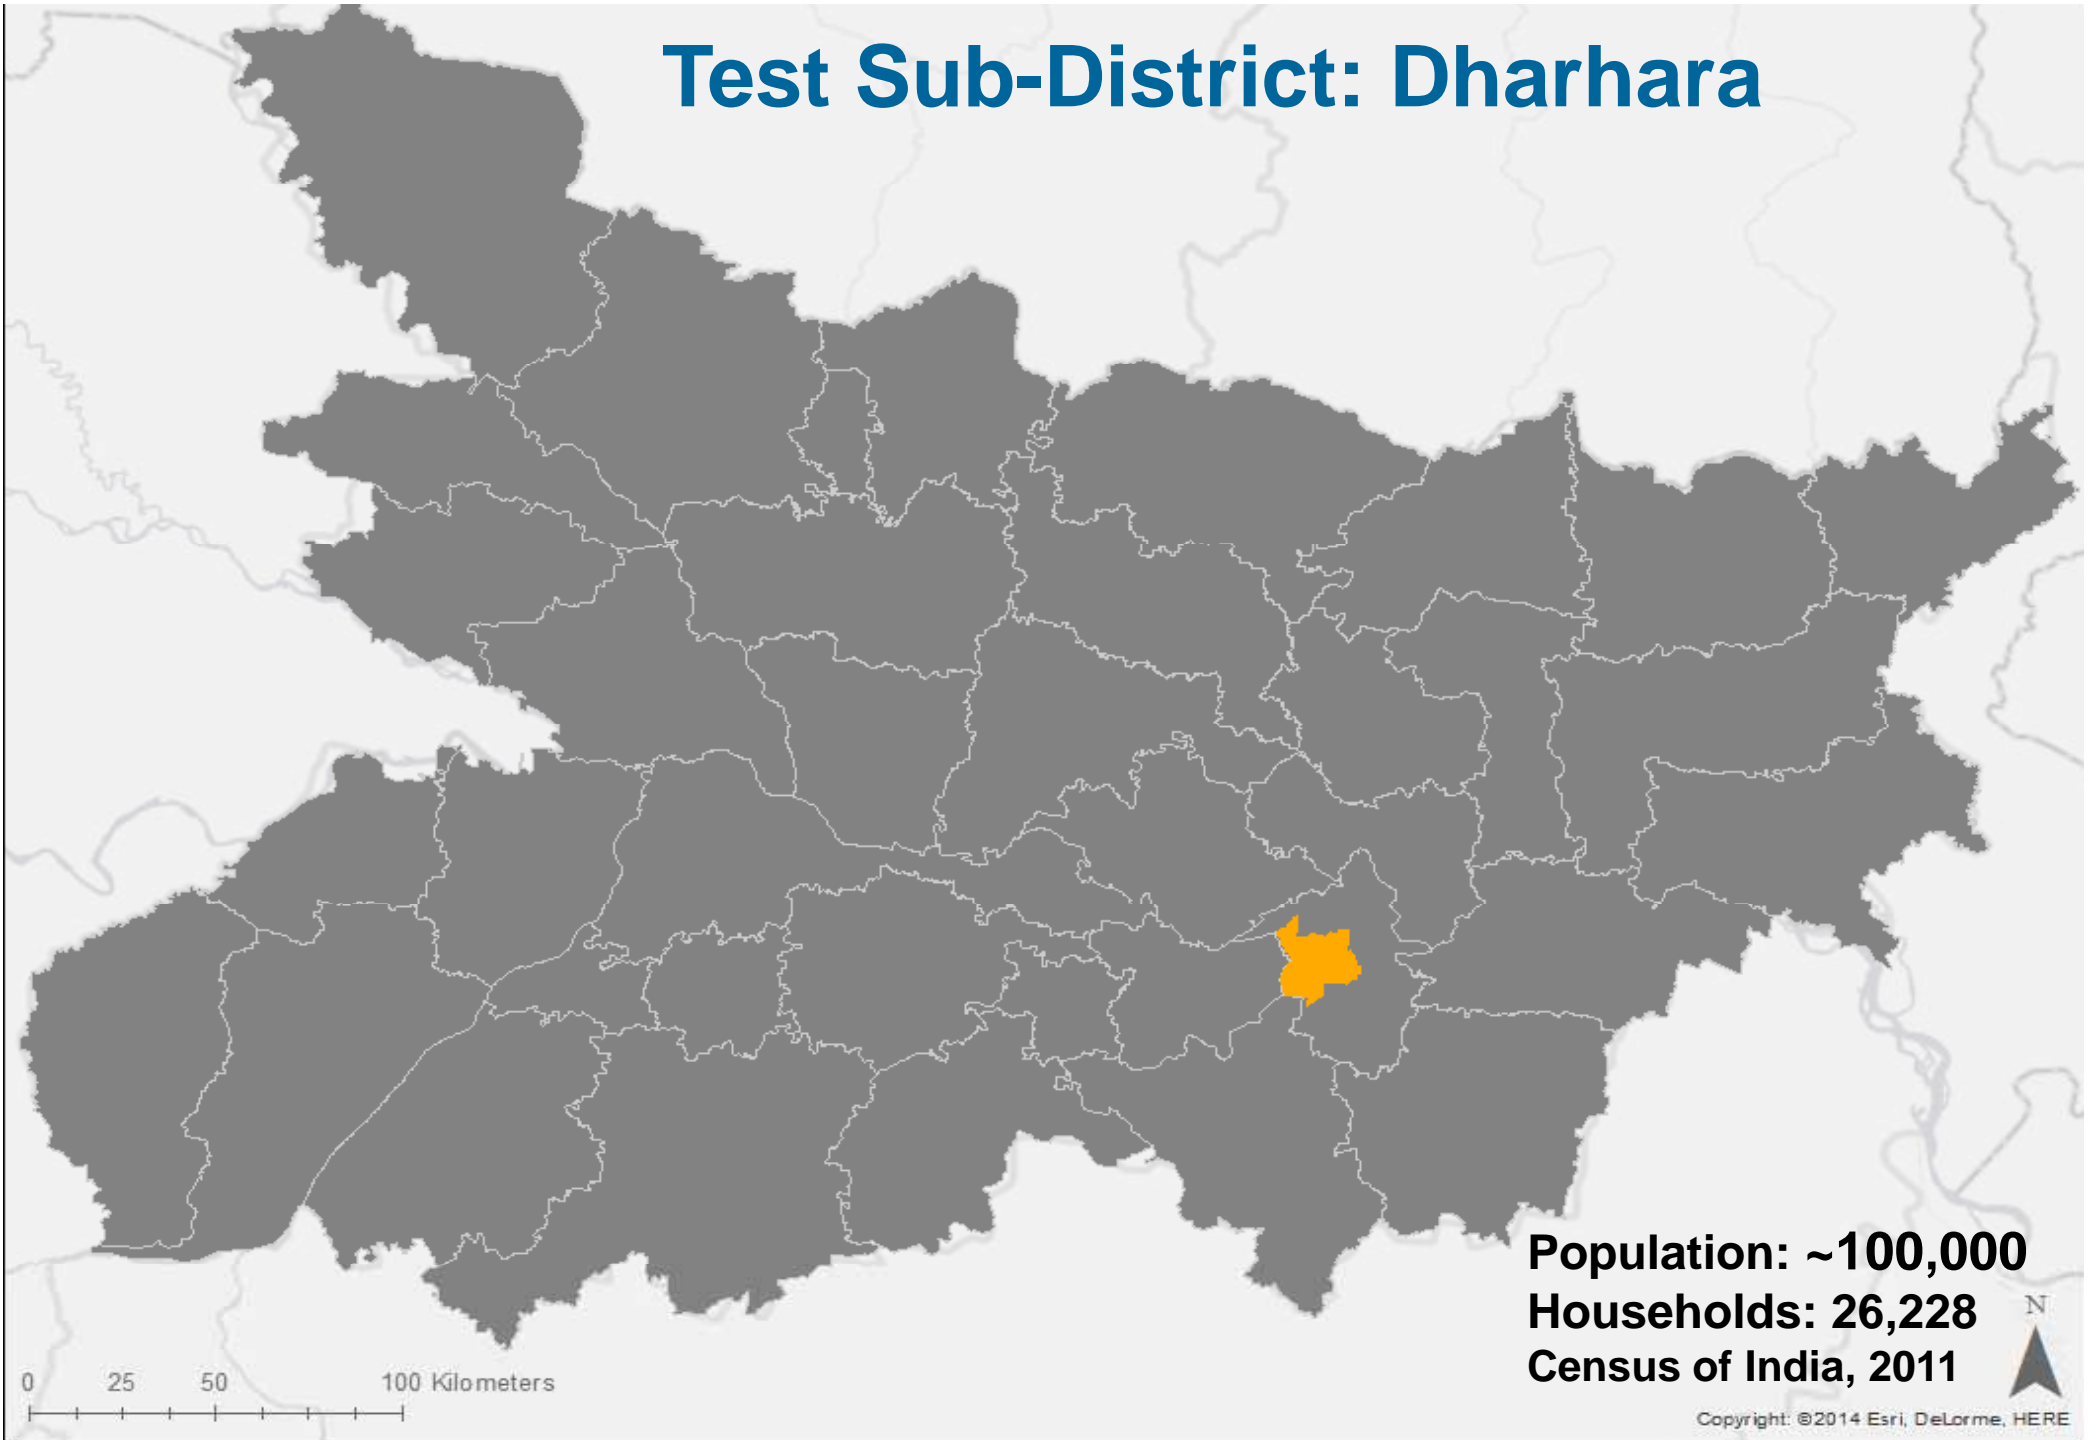 Test Sub-District: Dharhara
Population: ~100,000
Households: 26,228
Census of India, 2011
N
0 25 50 100 Kilometers
Copyright: ©2014 Esri, DeLorme, HERE